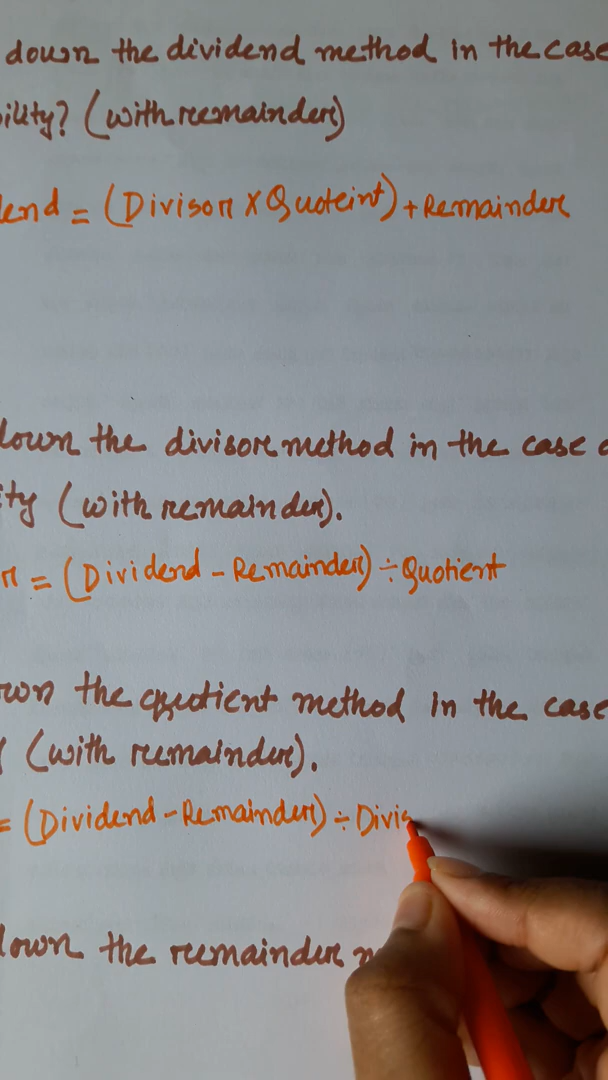 down the dividend method in the case
ility? (with remainder)
end = (Divisor X Quoteint) + Remainder
down the divisor method in the case
ity (with remainder).
r = (Dividend - Remainder) ÷ Quotient
own the quotient method in the case
(with remainder).
= (Dividend - Remainder) ÷ Divis
down the remainder m